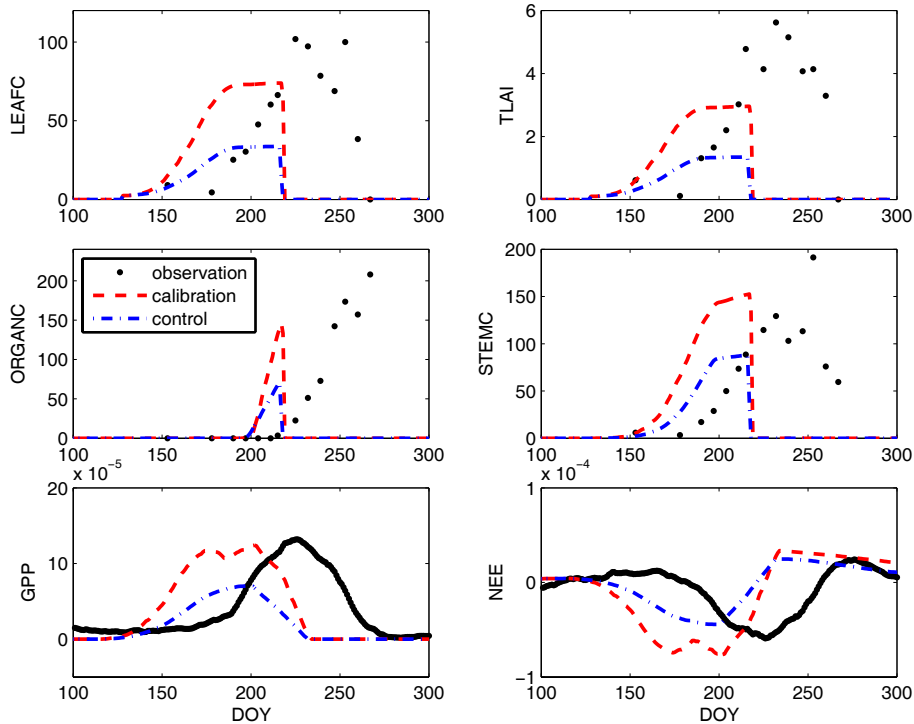 100
50
0
LEAFC
100 150 200 250 300
6
4
2
0
TLAI
100 150 200 250 300
200
150
100
50
0
ORGANC
observation
calibration
control
100 150 200 250 300
200
150
100
50
0
STEMC
100 150 200 250 300
x 10^-5
20
10
0
GPP
100 150 200 250 300
DOY
x 10^-4
1
0
−1
NEE
100 150 200 250 300
DOY